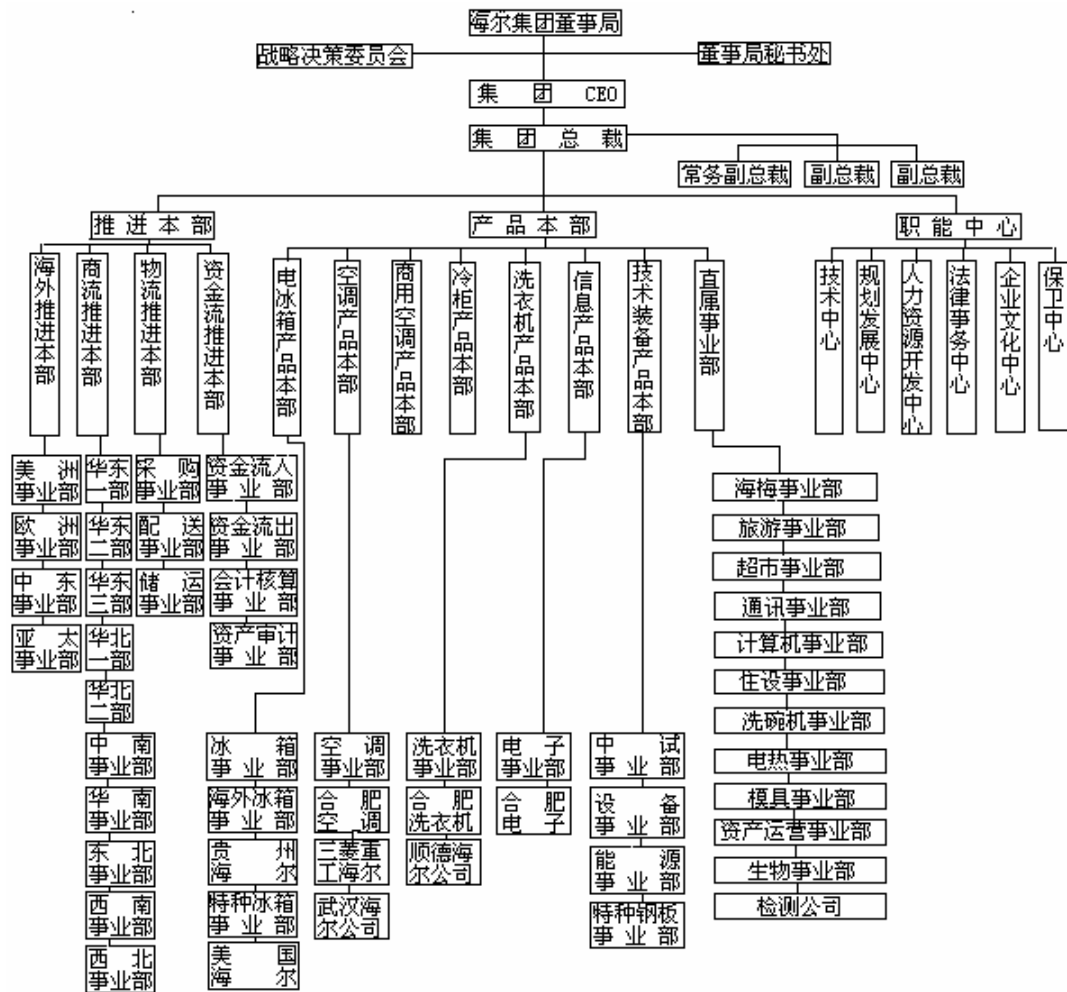 海尔集团董事局
战略决策委员会
董事局秘书处
集团 CEO
集团总裁
常务副总裁
副总裁
副总裁
推进本部
产品本部
职能中心
海外推进本部
商流推进本部
物流推进本部
资金流推进本部
电冰箱产品本部
空调产品本部
商用空调产品本部
冷柜产品本部
洗衣机产品本部
信息产品本部
技术装备产品本部
直属事业部
技术中心
规划发展中心
人力资源开发中心
法律事务中心
企业文化中心
保卫中心
美洲
事业部
欧洲
事业部
中东
事业部
亚太
事业部
华东
一部
华东
二部
华东
三部
华北
一部
华北
二部
中南
事业部
华南
事业部
东北
事业部
西南
事业部
西北
事业部
采购
事业部
配送
事业部
储运
事业部
资金流入
事业部
资金流出
事业部
会计核算
事业部
资产审计
事业部
冰箱
事业部
海外冰箱
事业部
贵州
海尔
特种冰箱
事业部
美国
海尔
空调
事业部
合肥
空调
三菱重
工海尔
武汉海
尔公司
洗衣机
事业部
合肥
洗衣机
顺德海
尔公司
电子
事业部
合肥
电子
中试
事业部
设备
事业部
能源
事业部
特种钢板
事业部
海梅事业部
旅游事业部
超市事业部
通讯事业部
计算机事业部
住设事业部
洗碗机事业部
电热事业部
模具事业部
资产运营事业部
生物事业部
检测公司